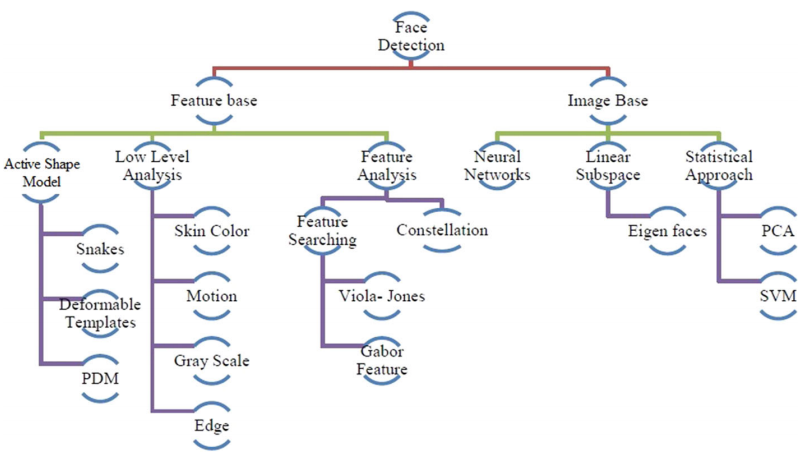 Face
Detection
Feature base
Image Base
Active Shape
Model
Low Level
Analysis
Feature
Analysis
Neural
Networks
Linear
Subspace
Statistical
Approach
Snakes
Deformable
Templates
PDM
Skin Color
Motion
Gray Scale
Edge
Feature
Searching
Constellation
Viola- Jones
Gabor
Feature
Eigen faces
PCA
SVM